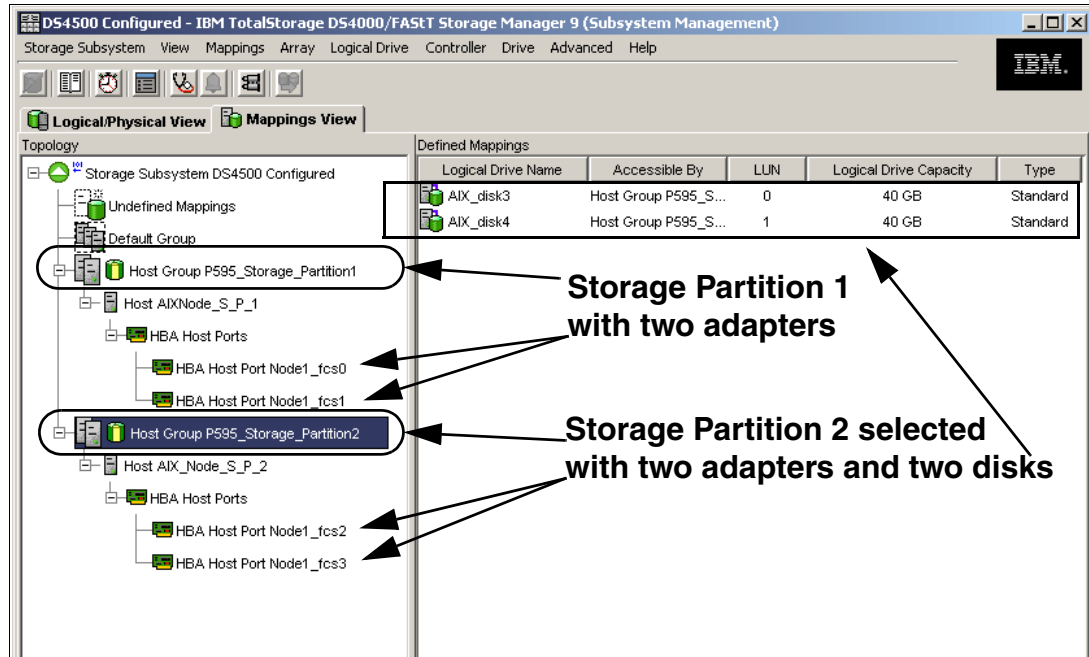 DS4500 Configured - IBM TotalStorage DS4000/FAStT Storage Manager 9 (Subsystem Management)
Storage Subsystem View Mappings Array Logical Drive Controller Drive Advanced Help
IBM.
Logical/Physical View Mappings View
Topology
Storage Subsystem DS4500 Configured
Undefined Mappings
Default Group
Host Group P595_Storage_Partition1
Host AIXNode_S_P_1
HBA Host Ports
HBA Host Port Node1_fcs0
HBA Host Port Node1_fcs1
Host Group P595_Storage_Partition2
Host AIX_Node_S_P_2
HBA Host Ports
HBA Host Port Node1_fcs2
HBA Host Port Node1_fcs3
Defined Mappings
Logical Drive Name Accessible By LUN Logical Drive Capacity Type
AIX_disk3 Host Group P595_S... 0 40 GB Standard
AIX_disk4 Host Group P595_S... 1 40 GB Standard
Storage Partition 1
with two adapters
Storage Partition 2 selected
with two adapters and two disks